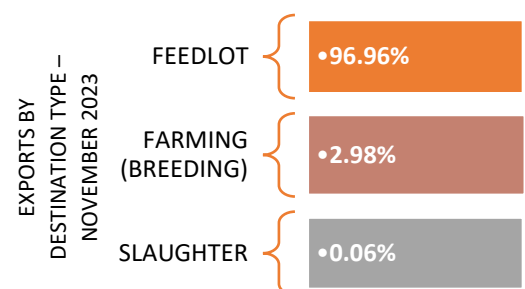 EXPORTS BY
DESTINATION TYPE –
NOVEMBER 2023
FEEDLOT
•96.96%
FARMING
(BREEDING)
•2.98%
SLAUGHTER
•0.06%